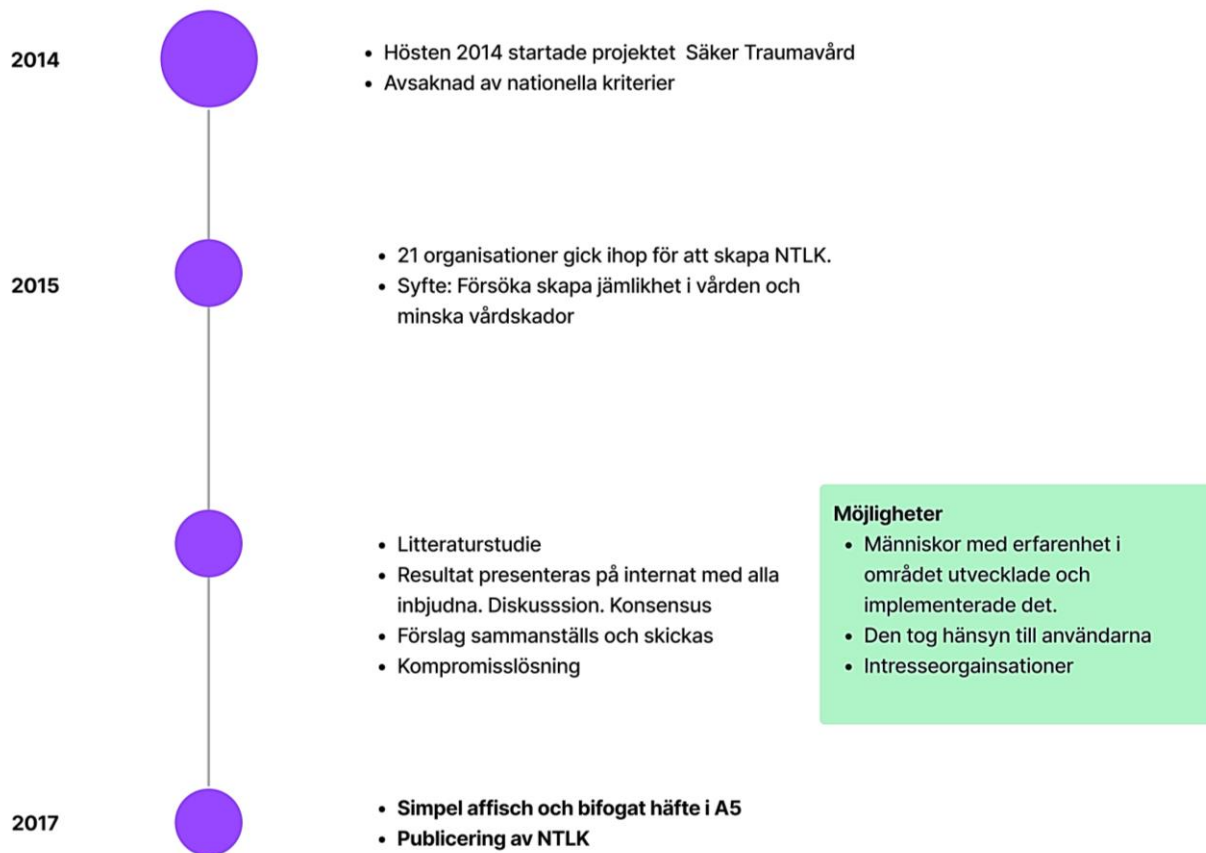 2014
• Hösten 2014 startade projektet Säker Traumavård
• Avsaknad av nationella kriterier
2015
• 21 organisationer gick ihop för att skapa NTLK.
• Syfte: Försöka skapa jämlikhet i vården och
minska vårdskador
• Litteraturstudie
• Resultat presenteras på internat med alla
inbjudna. Diskusssion. Konsensus
• Förslag sammanställs och skickas
• Kompromisslösning
Möjligheter
• Människor med erfarenhet i
området utvecklade och
implementerade det.
• Den tog hänsyn till användarna
• Intresseorgainsationer
2017
• Simpel affisch och bifogat häfte i A5
• Publicering av NTLK